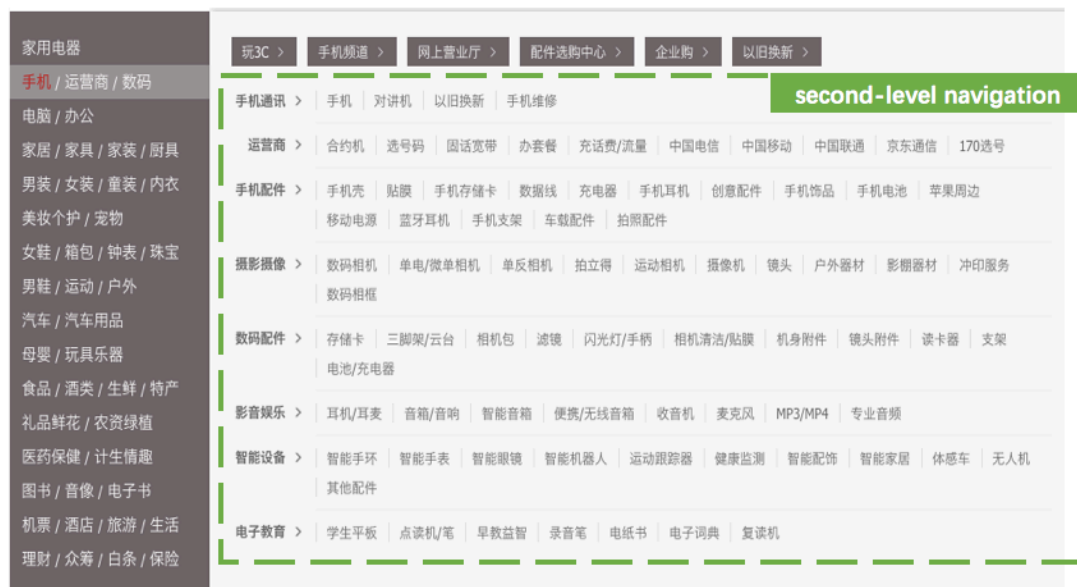 家用电器
手机 / 运营商 / 数码
电脑 / 办公
家居 / 家具 / 家装 / 厨具
男装 / 女装 / 童装 / 内衣
美妆个护 / 宠物
女鞋 / 箱包 / 钟表 / 珠宝
男鞋 / 运动 / 户外
汽车 / 汽车用品
母婴 / 玩具乐器
食品 / 酒类 / 生鲜 / 特产
礼品鲜花 / 农资绿植
医药保健 / 计生情趣
图书 / 音像 / 电子书
机票 / 酒店 / 旅游 / 生活
理财 / 众筹 / 白条 / 保险
玩3C > 手机频道 > 网上营业厅 > 配件选购中心 > 企业购 > 以旧换新 >
second-level navigation
手机通讯 > 手机 | 对讲机 | 以旧换新 | 手机维修
运营商 > 合约机 | 选号码 | 固话宽带 | 办套餐 | 充话费/流量 | 中国电信 | 中国移动 | 中国联通 | 京东通信 | 170选号
手机配件 > 手机壳 | 贴膜 | 手机存储卡 | 数据线 | 充电器 | 手机耳机 | 创意配件 | 手机饰品 | 手机电池 | 苹果周边
移动电源 | 蓝牙耳机 | 手机支架 | 车载配件 | 拍照配件
摄影摄像 > 数码相机 | 单电/微单相机 | 单反相机 | 拍立得 | 运动相机 | 摄像机 | 镜头 | 户外器材 | 影棚器材 | 冲印服务
数码相框
数码配件 > 存储卡 | 三脚架/云台 | 相机包 | 滤镜 | 闪光灯/手柄 | 相机清洁/贴膜 | 机身附件 | 镜头附件 | 读卡器 | 支架
电池/充电器
影音娱乐 > 耳机/耳麦 | 音箱/音响 | 智能音箱 | 便携/无线音箱 | 收音机 | 麦克风 | MP3/MP4 | 专业音频
智能设备 > 智能手环 | 智能手表 | 智能眼镜 | 智能机器人 | 运动跟踪器 | 健康监测 | 智能配饰 | 智能家居 | 体感车 | 无人机
其他配件
电子教育 > 学生平板 | 点读机/笔 | 早教益智 | 录音笔 | 电纸书 | 电子词典 | 复读机